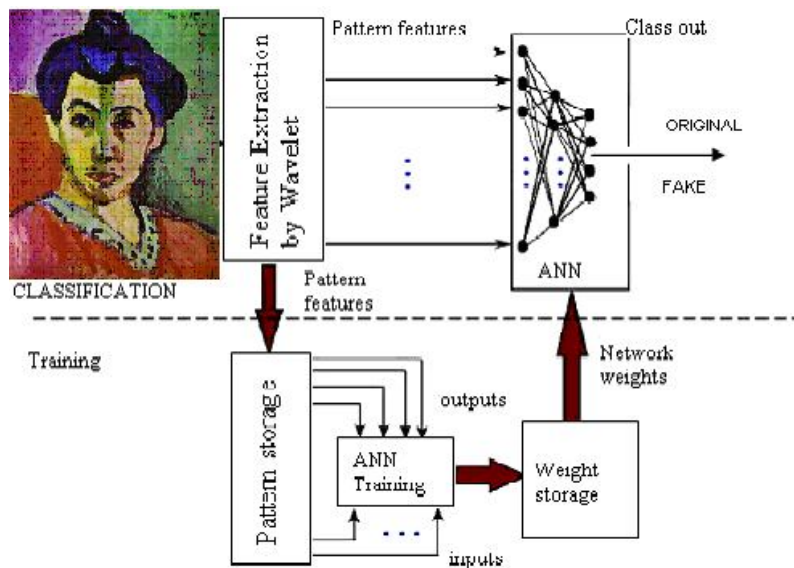 Pattern features
Class out
Feature Extraction
by Wavelet
ORIGINAL
FAKE
ANN
CLASSIFICATION
Pattern
features
Training
Network
weights
Pattern storage
outputs
ANN
Training
Weight
storage
inputs